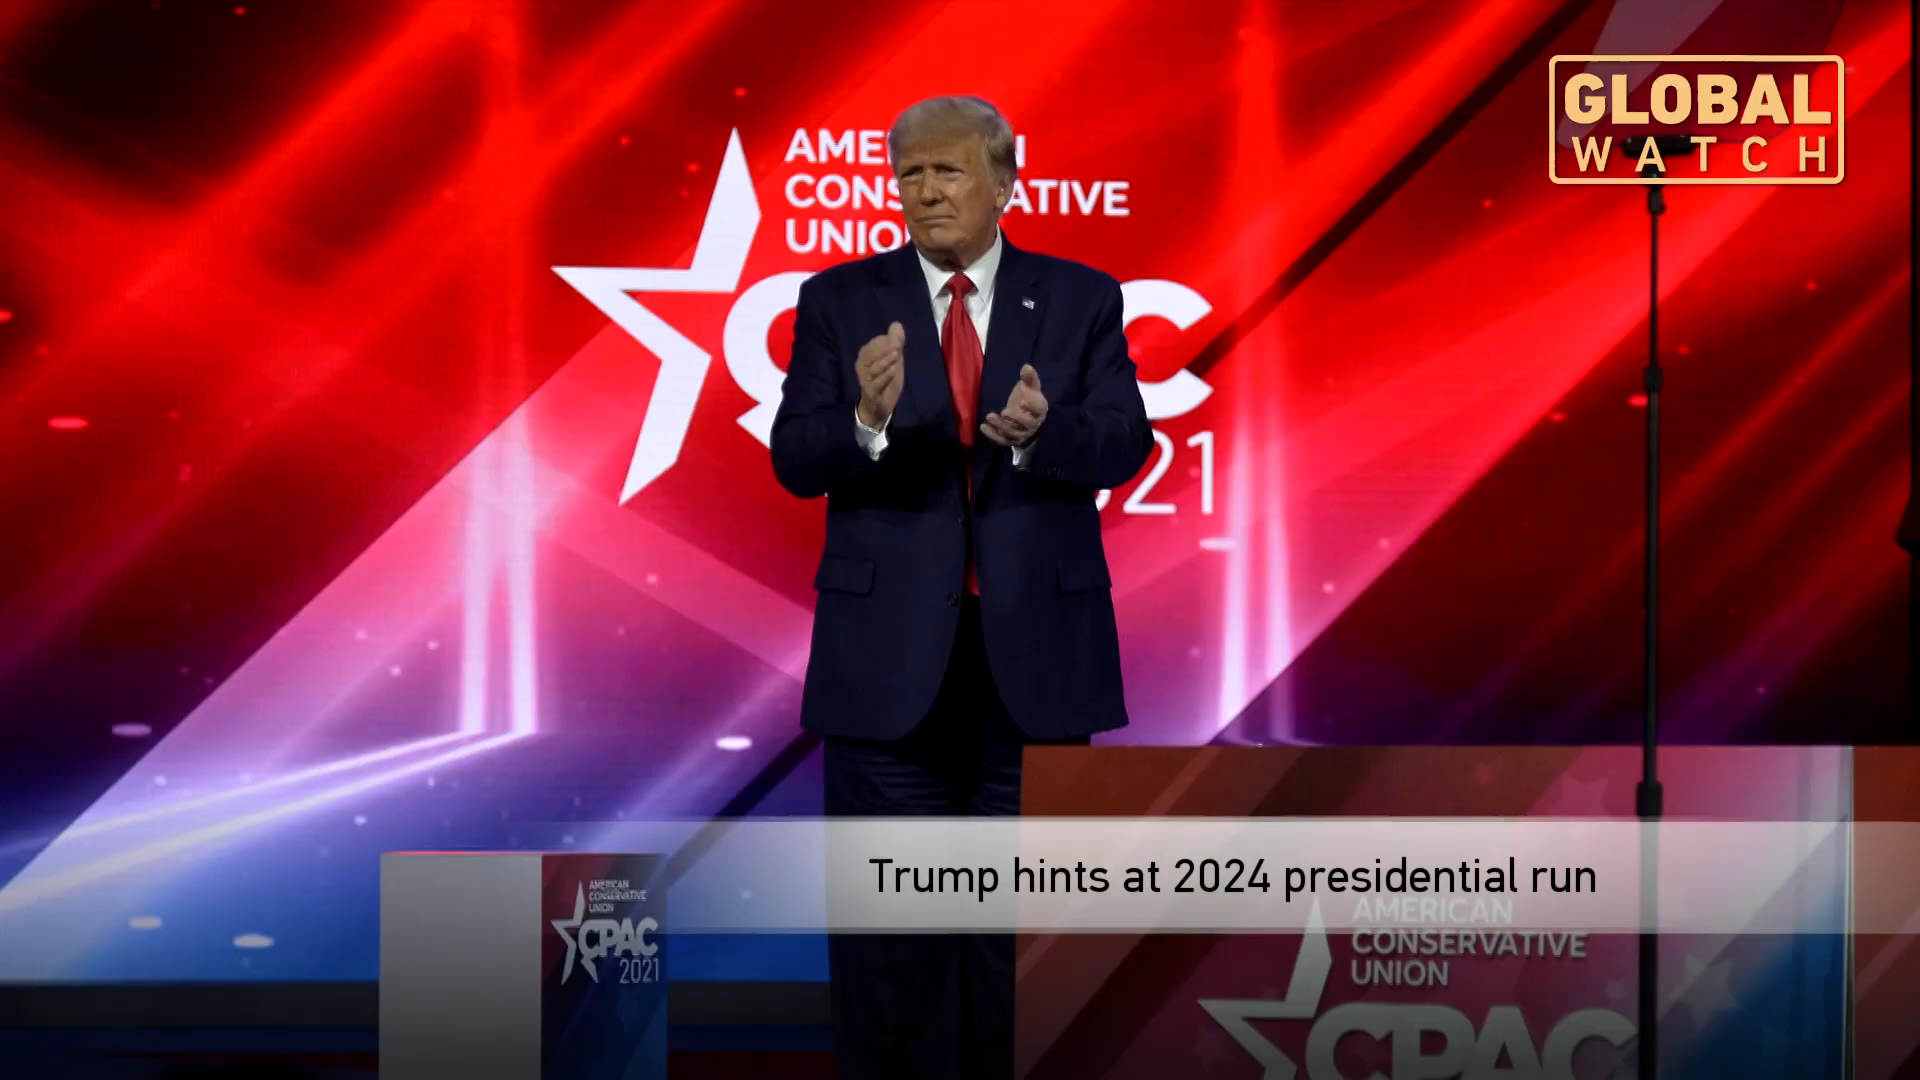 GLOBAL
WATCH
AME N
CONS ATIVE
UNIO
C C
21
Trump hints at 2024 presidential run
AMERICAN
CONSERVATIVE
UNION
CPAC
2021
AMERICAN
CONSERVATIVE
UNION
CPAC